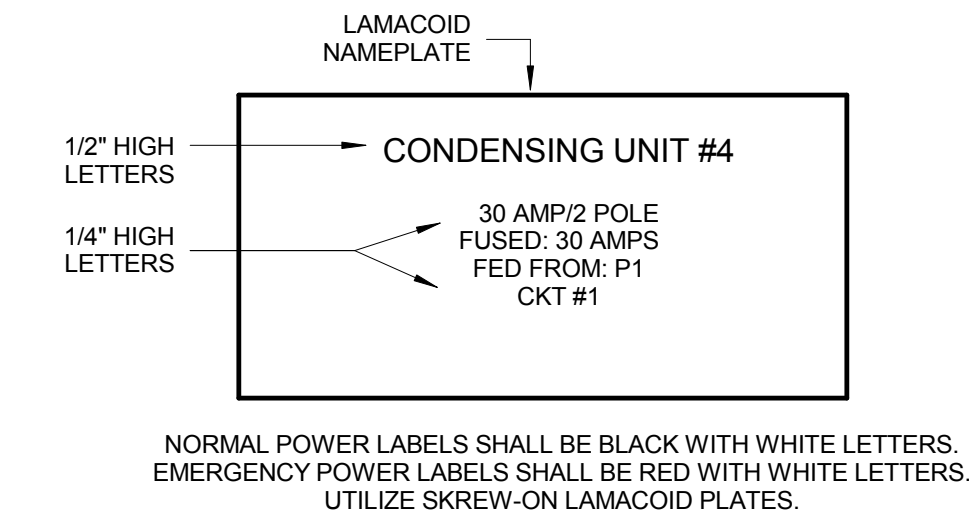 LAMACOID
NAMEPLATE
1/2" HIGH
LETTERS
CONDENSING UNIT #4
1/4" HIGH
LETTERS
30 AMP/2 POLE
FUSED: 30 AMPS
FED FROM: P1
CKT #1
NORMAL POWER LABELS SHALL BE BLACK WITH WHITE LETTERS.
EMERGENCY POWER LABELS SHALL BE RED WITH WHITE LETTERS.
UTILIZE SKREW-ON LAMACOID PLATES.